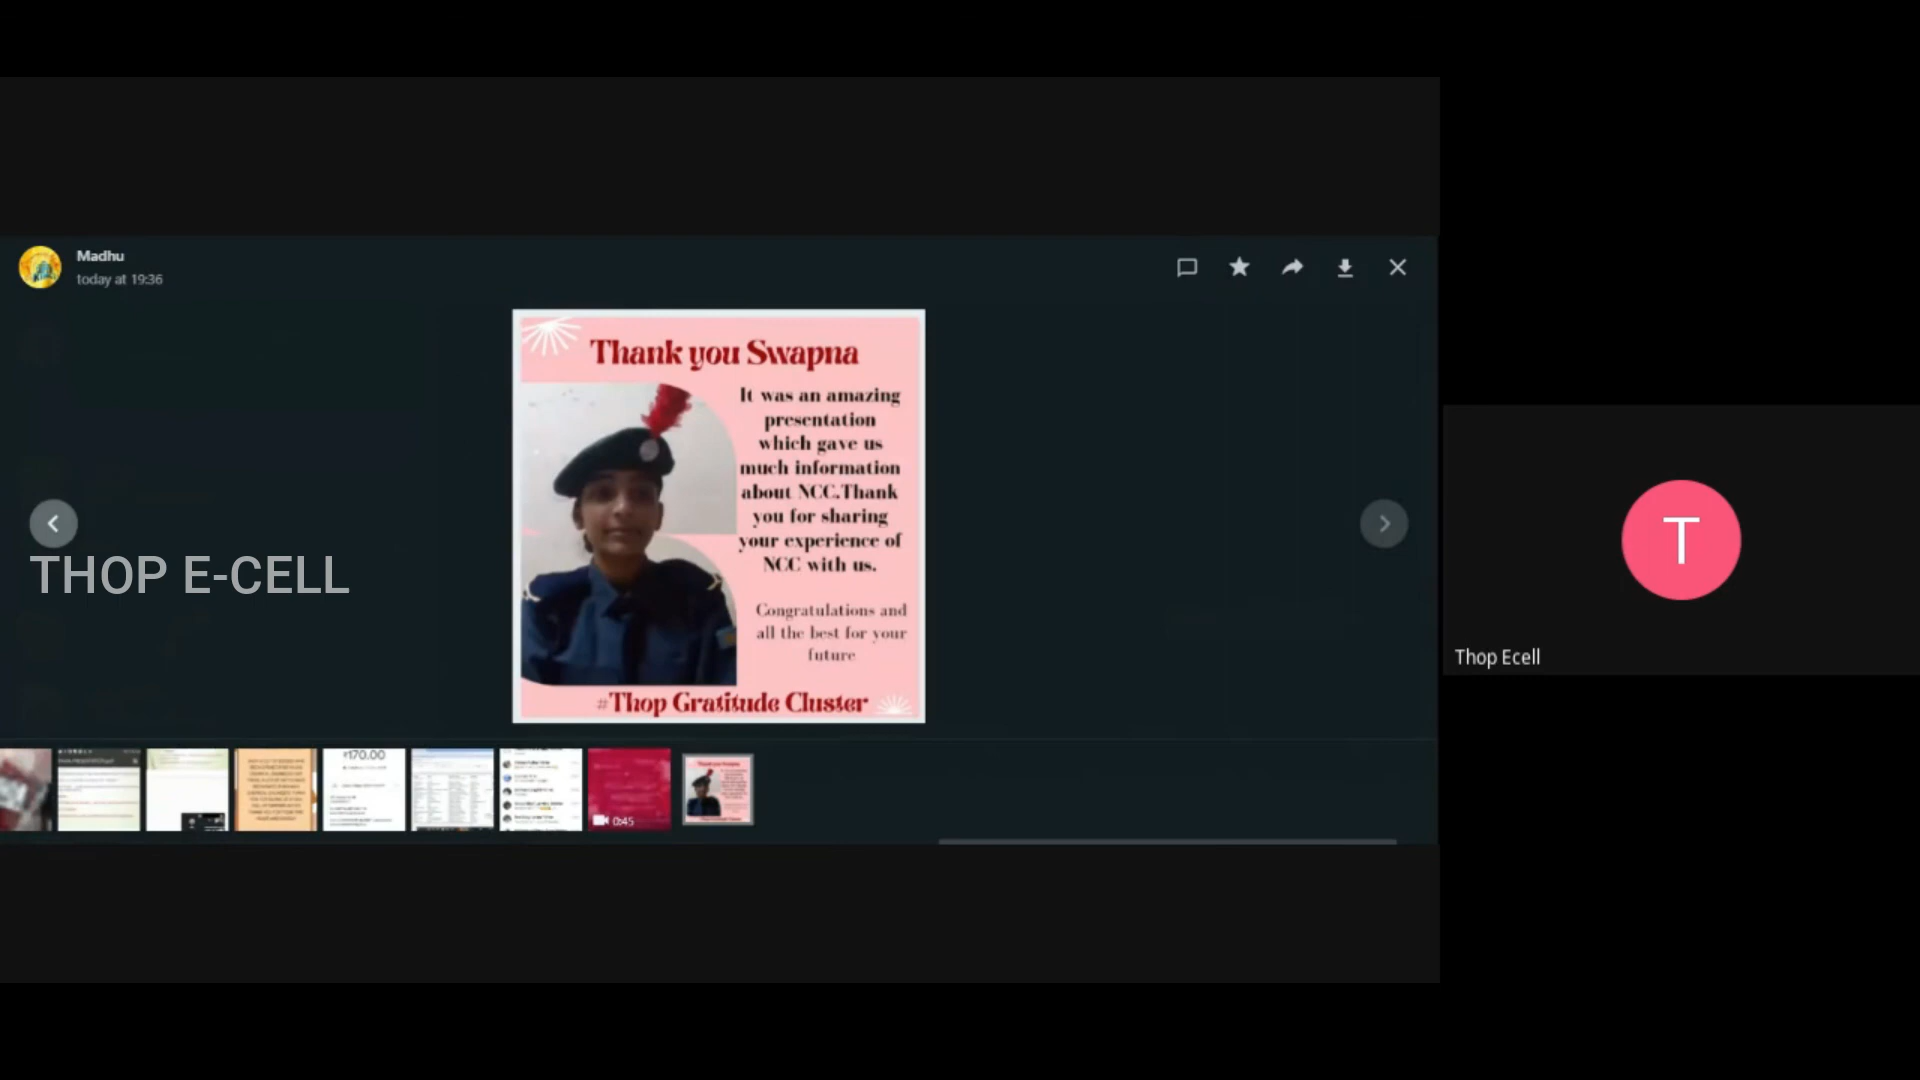 Madhu
today at 19:36
Thank you Swapna
It was an amazing
presentation
which gave us
much information
about NCC.Thank
you for sharing
your experience of
NCC with us.
Congratulations and
all the best for your
future
#Thop Gratitude Cluster
THOP E-CELL
T
Thop Ecell
₹170.00
0:45